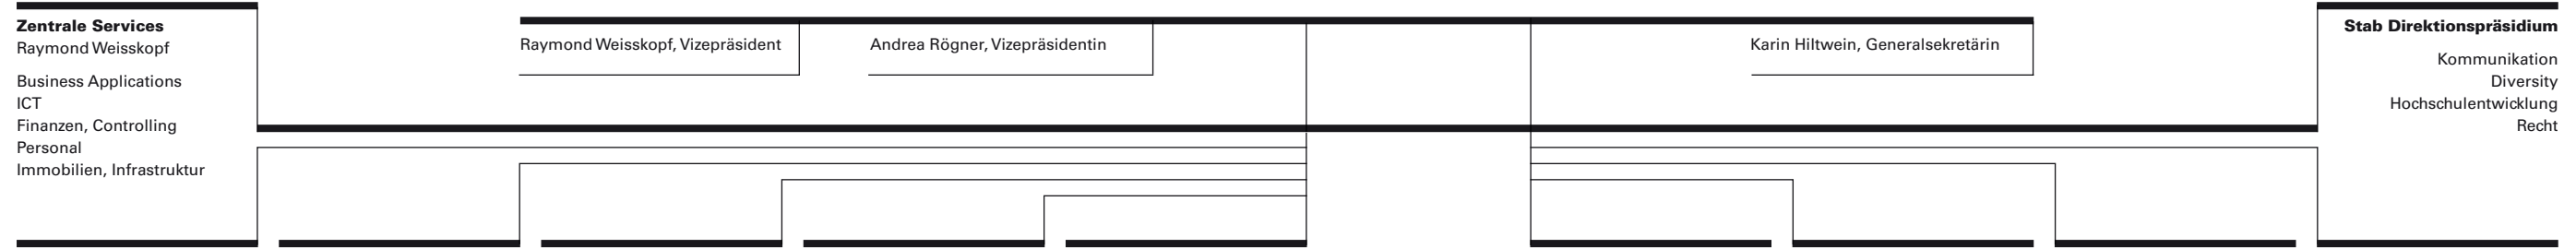 Zentrale Services
Raymond Weisskopf
Business Applications
ICT
Finanzen, Controlling
Personal
Immobilien, Infrastruktur
Raymond Weisskopf, Vizepräsident
Andrea Rögner, Vizepräsidentin
Karin Hiltwein, Generalsekretärin
Stab Direktionspräsidium
Kommunikation
Diversity
Hochschulentwicklung
Recht